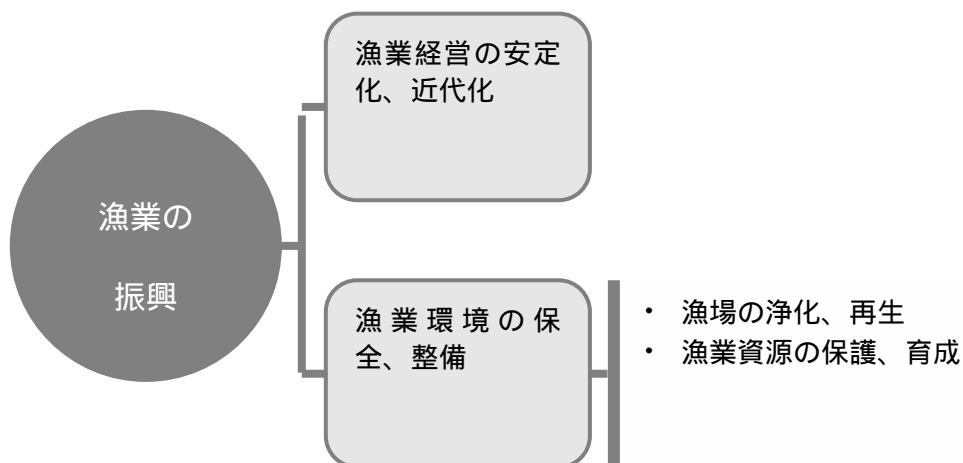 漁業経営の安定
化、近代化
漁業の
振興
漁業環境の保
全、整備
・ 漁場の浄化、再生
・ 漁業資源の保護、育成